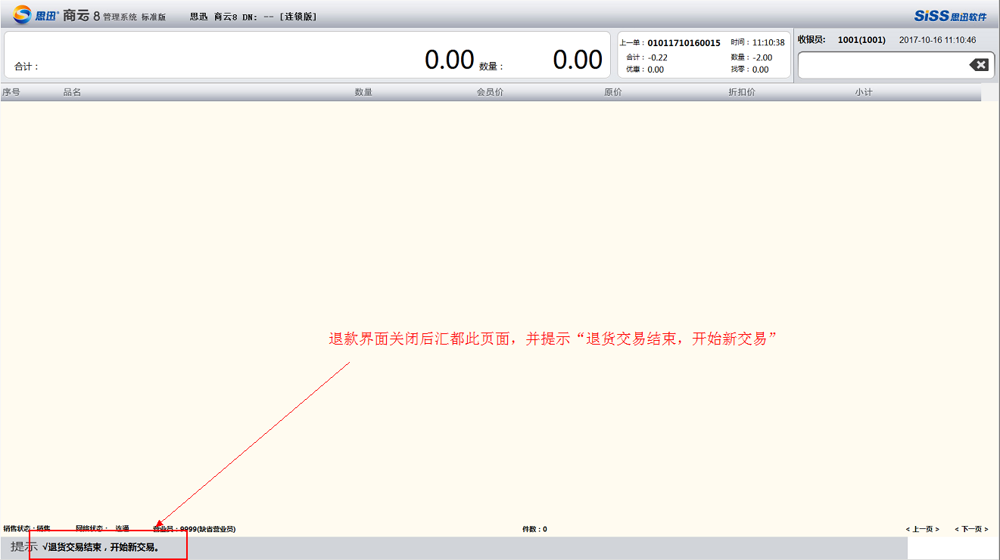 思迅® 商云 8 管理系统 标准版 思迅 商云8 DN: -- [连锁版] SiSS 思迅软件
合计： 0.00 数量： 0.00
上一单：01011710160015 时间：11:10:38
合计：-0.22 数量：-2.00
优惠：0.00 找零：0.00
收银员: 1001(1001) 2017-10-16 11:10:46
序号 品名 数量 会员价 原价 折扣价 小计
退款界面关闭后汇都此页面，并提示“退货交易结束，开始新交易”
销售状态：销售 网络状态： 连通 营业员：9999(缺省营业员) 件数：0 < 上一页 > < 下一页 >
提示 √退货交易结束，开始新交易。